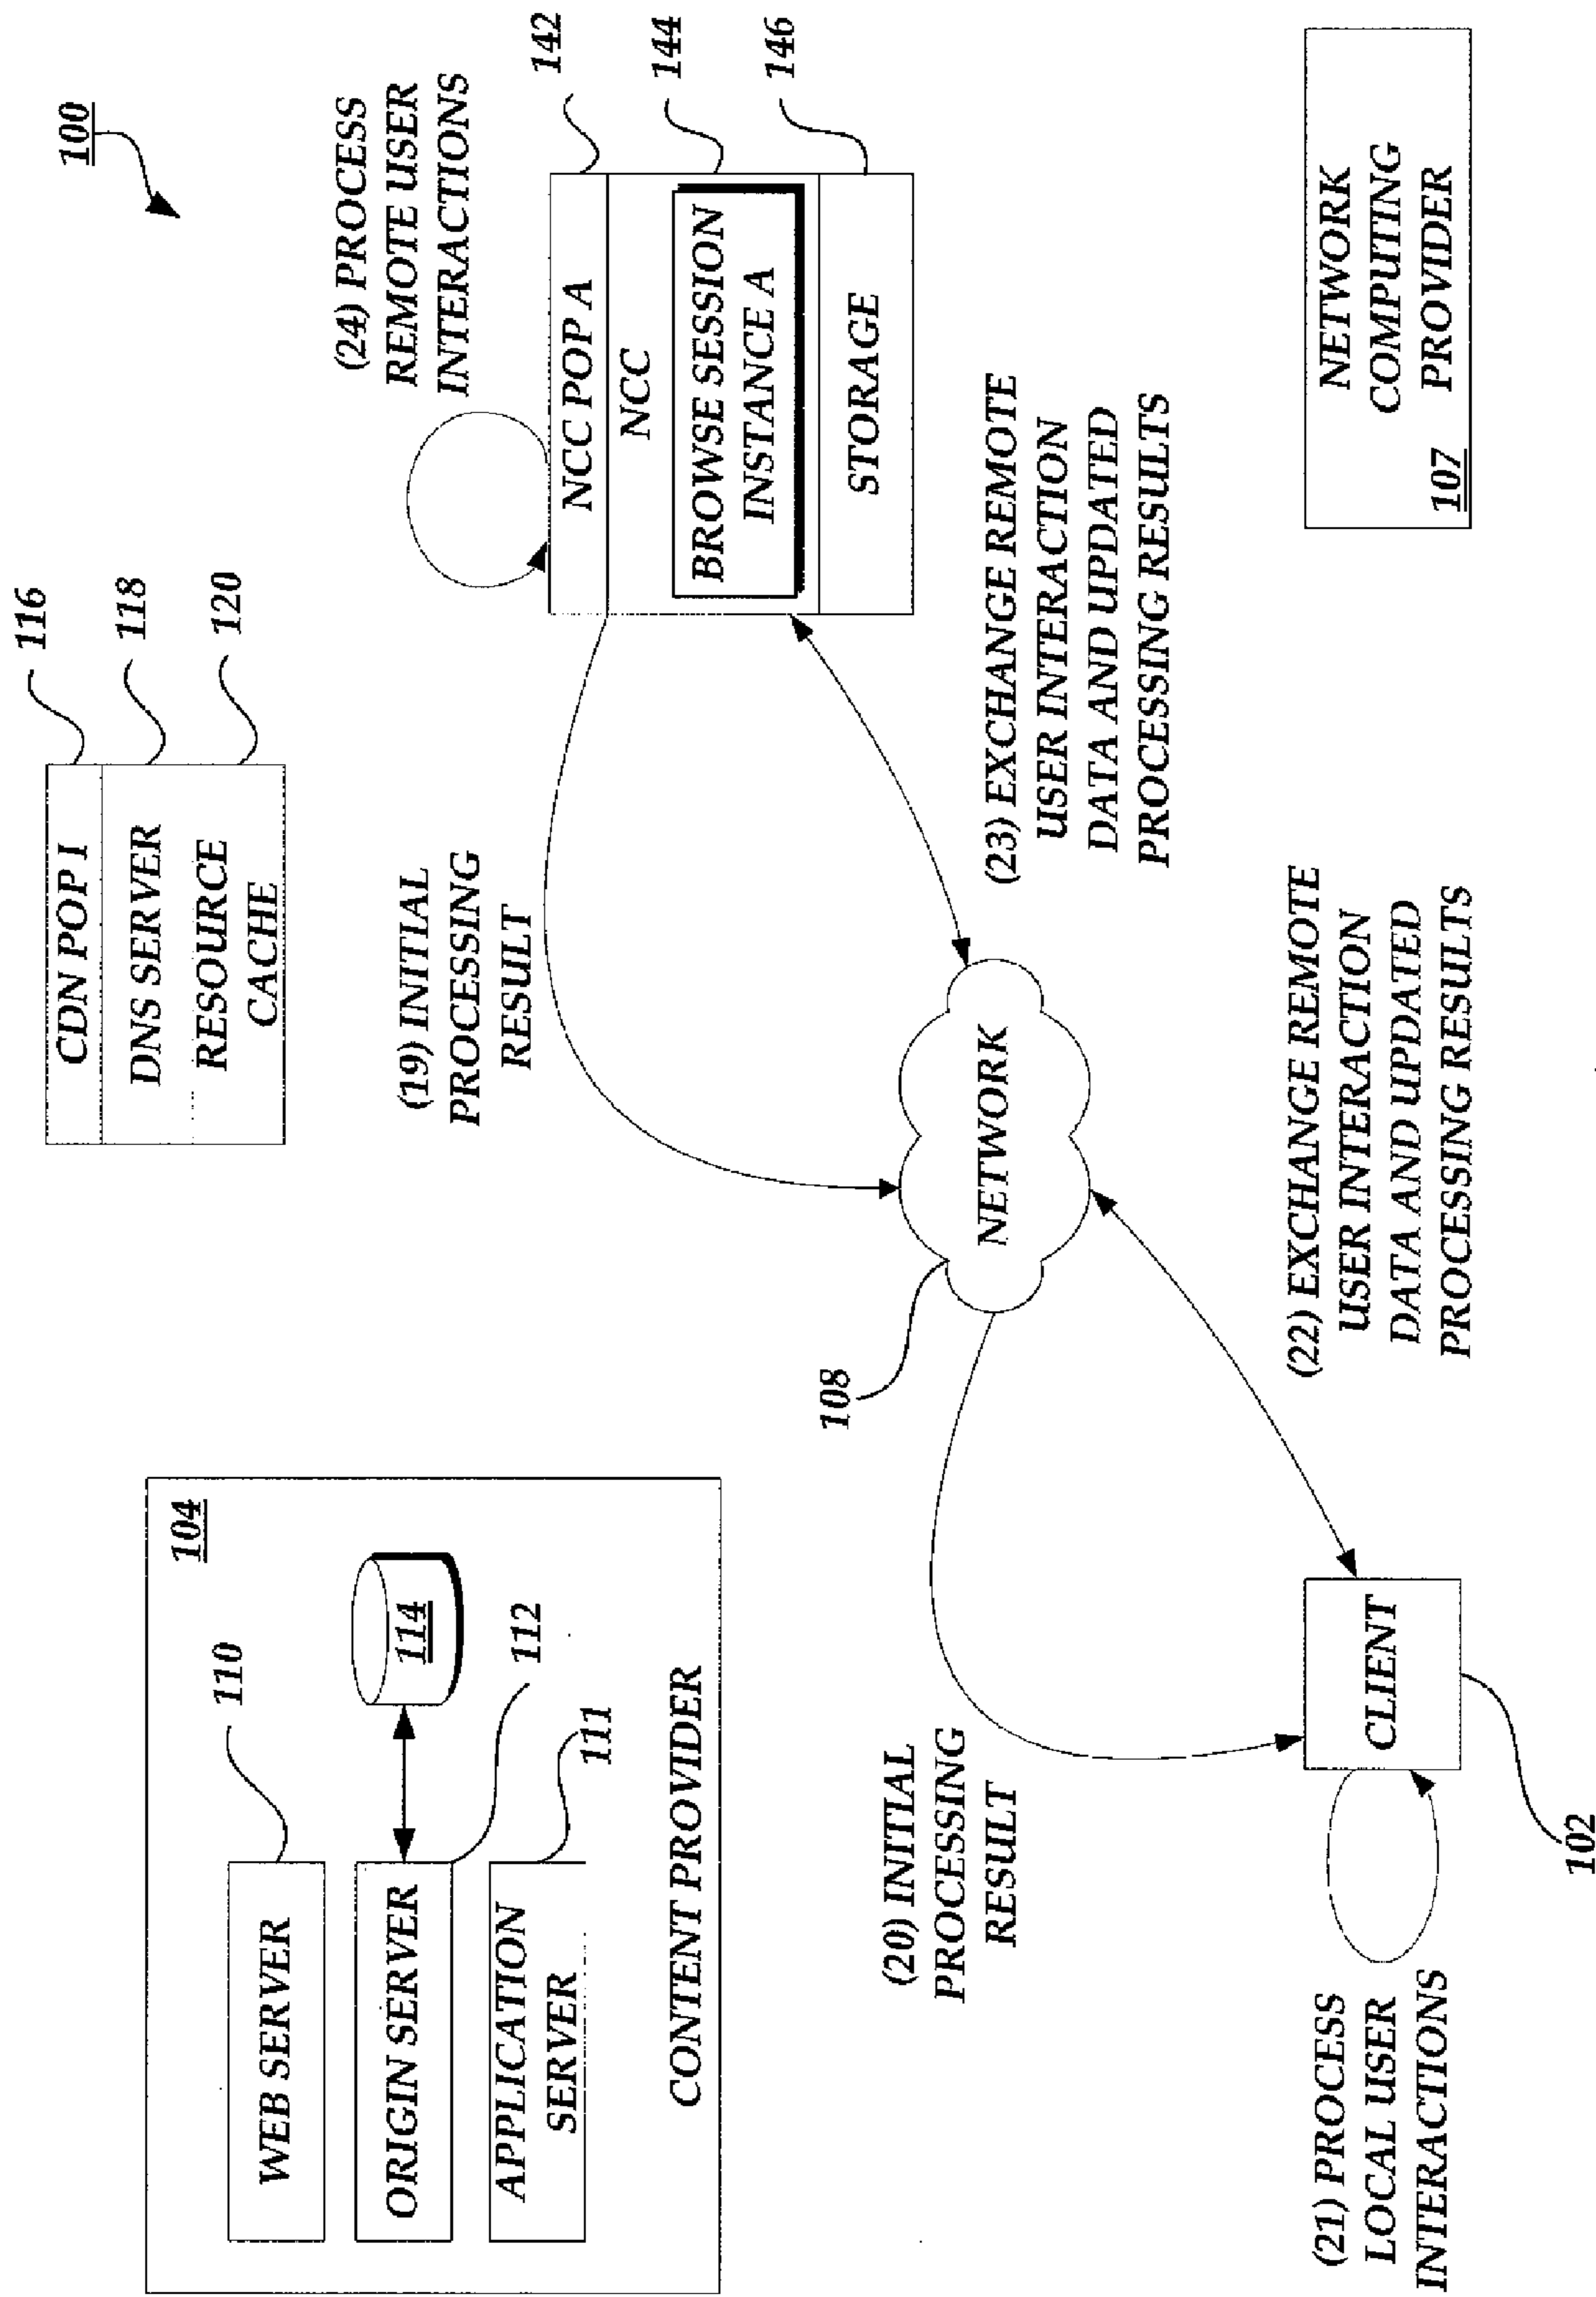 100
104
110
WEB SERVER
114
ORIGIN SERVER
112
APPLICATION
SERVER
111
CONTENT PROVIDER
116
CDN POP I
118
DNS SERVER
120
RESOURCE
CACHE
(24) PROCESS
REMOTE USER
INTERACTIONS
142
NCC POP A
144
NCC
BROWSE SESSION
INSTANCE A
146
STORAGE
(19) INITIAL
PROCESSING
RESULT
108
NETWORK
(20) INITIAL
PROCESSING
RESULT
(23) EXCHANGE REMOTE
USER INTERACTION
DATA AND UPDATED
PROCESSING RESULTS
(21) PROCESS
LOCAL USER
INTERACTIONS
CLIENT
102
(22) EXCHANGE REMOTE
USER INTERACTION
DATA AND UPDATED
PROCESSING RESULTS
NETWORK
COMPUTING
PROVIDER
107